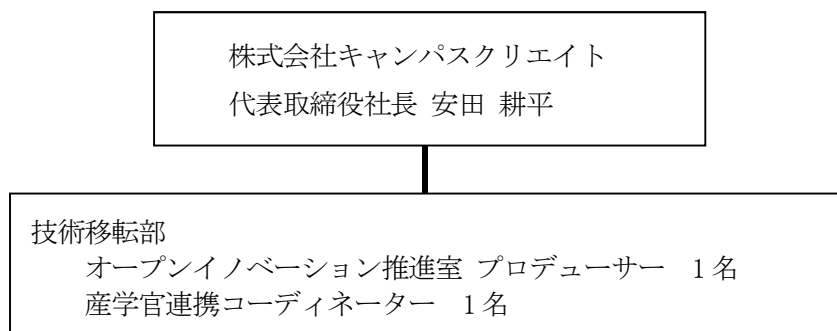 株式会社キャンパスクリエイト
代表取締役社長 安田 耕平
技術移転部
オープンイノベーション推進室 プロデューサー 1名
産学官連携コーディネーター 1名